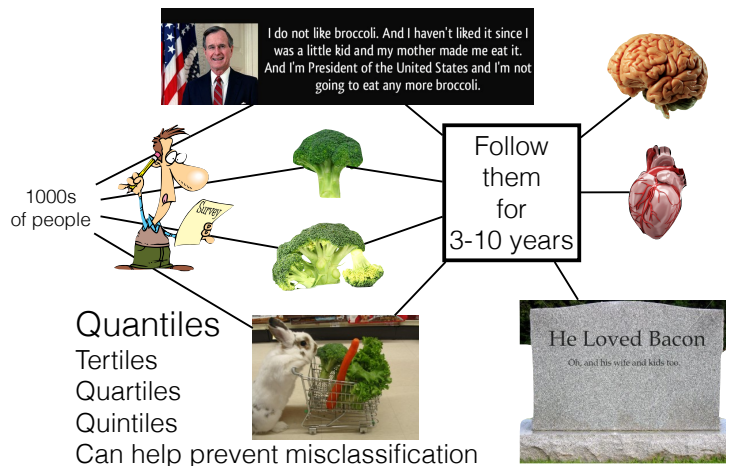 I do not like broccoli. And I haven't liked it since I
was a little kid and my mother made me eat it.
And I'm President of the United States and I'm not
going to eat any more broccoli.
1000s
of people
Survey
Follow
them
for
3-10 years
Quantiles
Tertiles
Quartiles
Quintiles
Can help prevent misclassification
He Loved Bacon
Oh, and his wife and kids too.